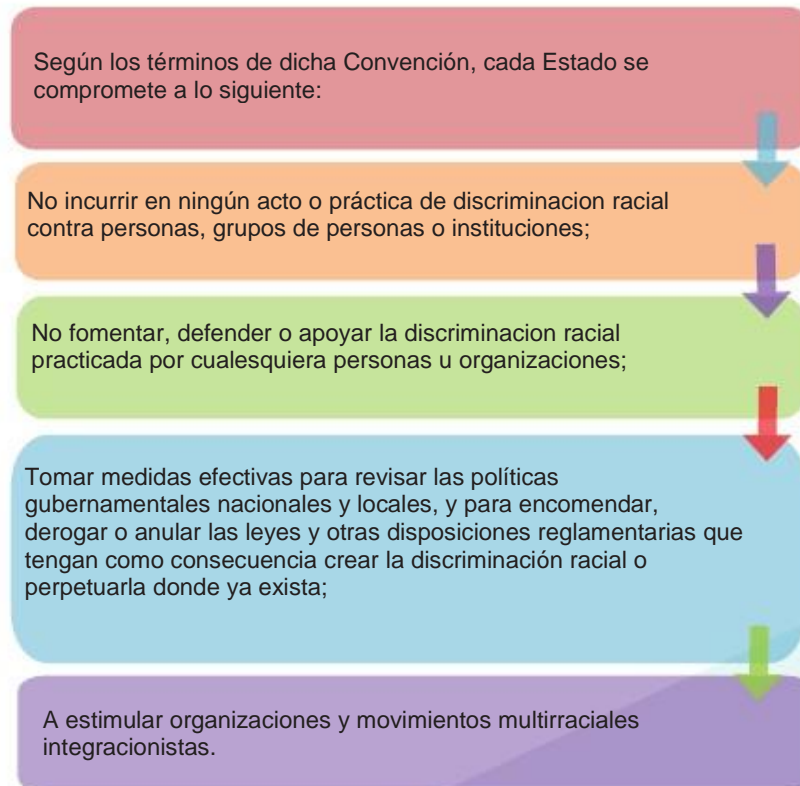 Según los términos de dicha Convención, cada Estado se
compromete a lo siguiente:
No incurrir en ningún acto o práctica de discriminacion racial
contra personas, grupos de personas o instituciones;
No fomentar, defender o apoyar la discriminacion racial
practicada por cualesquiera personas u organizaciones;
Tomar medidas efectivas para revisar las políticas
gubernamentales nacionales y locales, y para encomendar,
derogar o anular las leyes y otras disposiciones reglamentarias que
tengan como consecuencia crear la discriminación racial o
perpetuarla donde ya exista;
A estimular organizaciones y movimientos multirraciales
integracionistas.